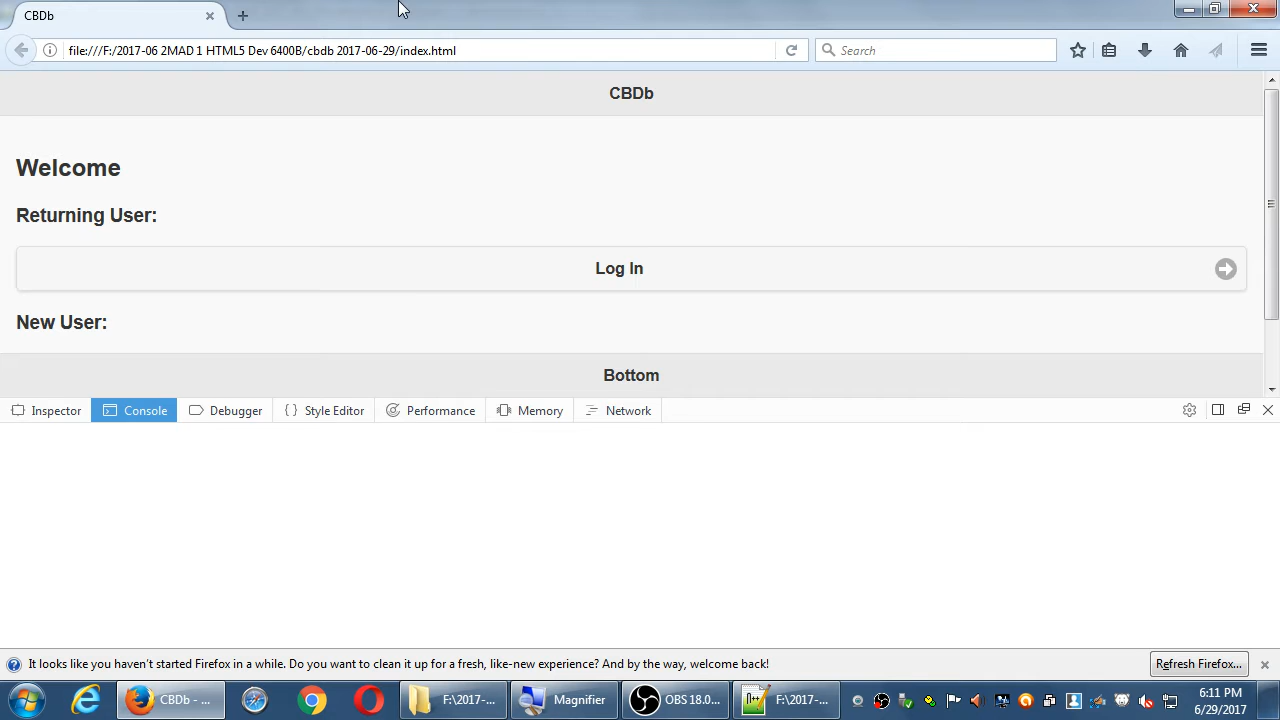 CBDb
file:///F:/2017-06 2MAD 1 HTML5 Dev 6400B/cbdb 2017-06-29/index.html
Search
CBDb
Welcome
Returning User:
Log In
New User:
Bottom
Inspector Console Debugger Style Editor Performance Memory Network
It looks like you haven't started Firefox in a while. Do you want to clean it up for a fresh, like-new experience? And by the way, welcome back! Refresh Firefox...
CBDb - ... F:\2017-... Magnifier OBS 18.0... F:\2017-... 6:11 PM
6/29/2017